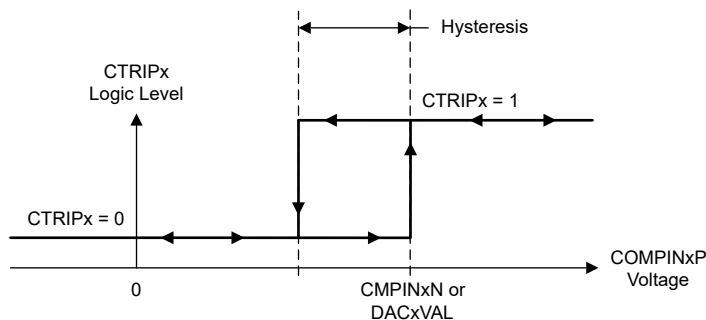 Hysteresis
CTRIPx
Logic Level
CTRIPx = 1
CTRIPx = 0
COMPINxP
Voltage
0
CMPINxN or
DACxVAL